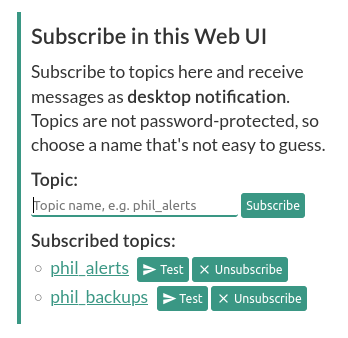 Subscribe in this Web UI
Subscribe to topics here and receive
messages as desktop notification.
Topics are not password-protected, so
choose a name that's not easy to guess.
Topic:
Topic name, e.g. phil_alerts Subscribe
Subscribed topics:
phil_alerts Test Unsubscribe
phil_backups Test Unsubscribe